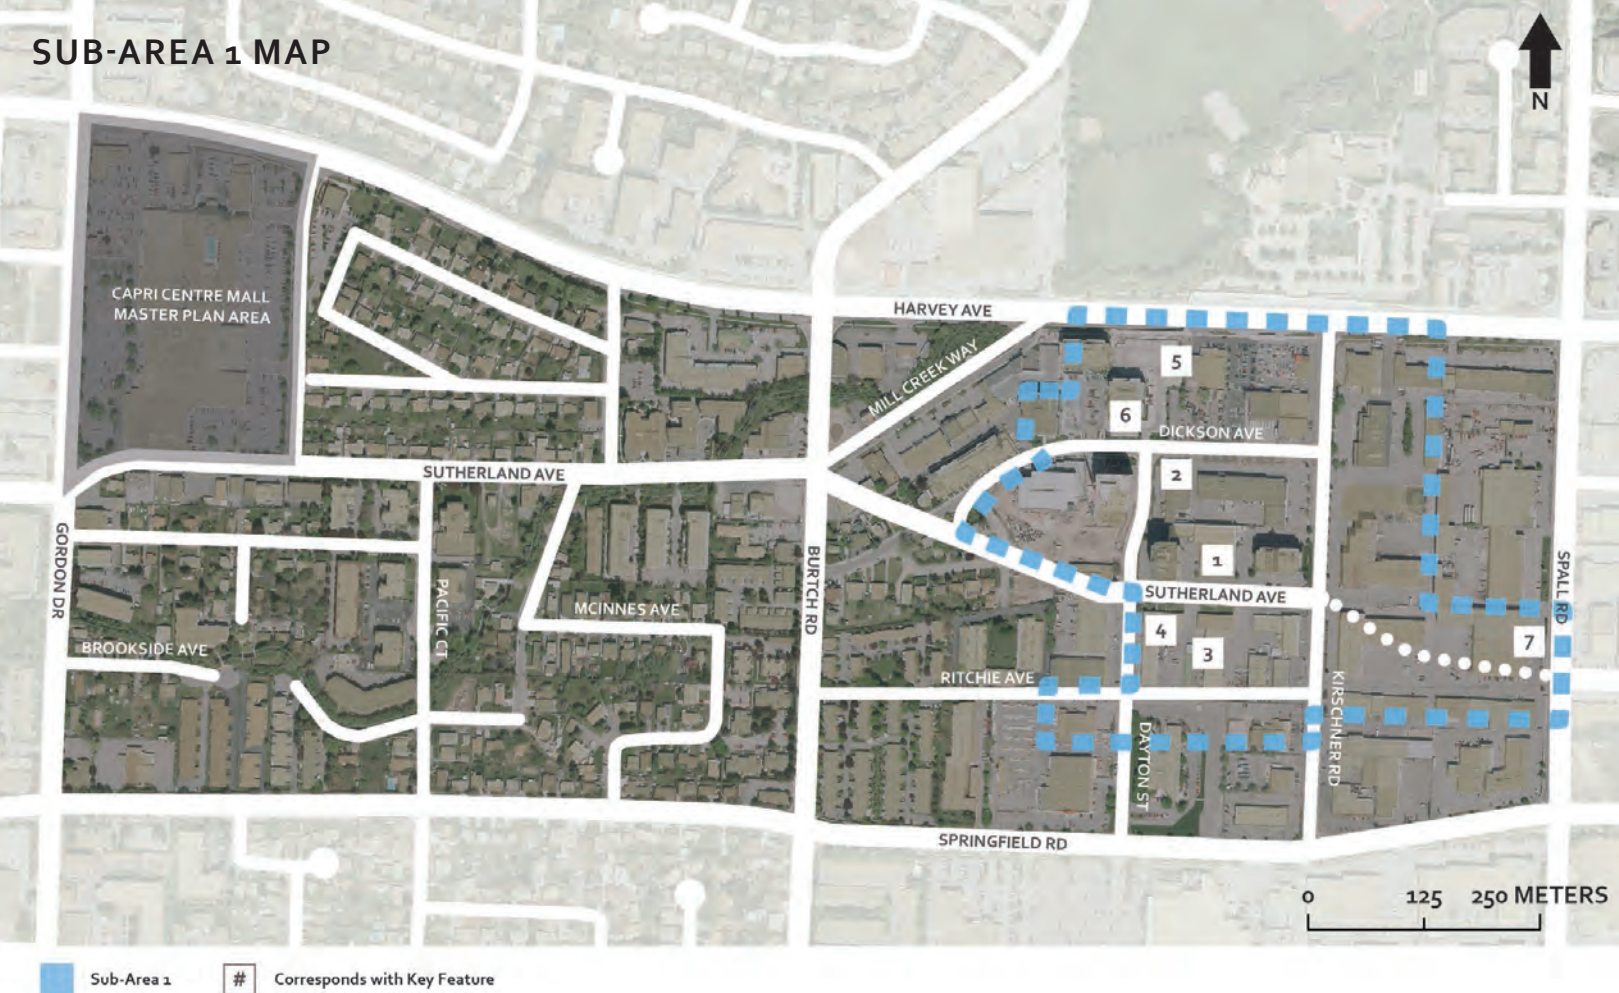 SUB-AREA 1 MAP
N
CAPRI CENTRE MALL
MASTER PLAN AREA
HARVEY AVE
MILL CREEK WAY
5
6
DICKSON AVE
SUTHERLAND AVE
2
GORDON DR
BURTCH RD
SPALL RD
1
PACIFIC CT
MCINNES AVE
SUTHERLAND AVE
4
3
7
BROOKSIDE AVE
RITCHIE AVE
KIRSCHNER RD
DAYTON ST
SPRINGFIELD RD
0 125 250 METERS
Sub-Area 1
# Corresponds with Key Feature